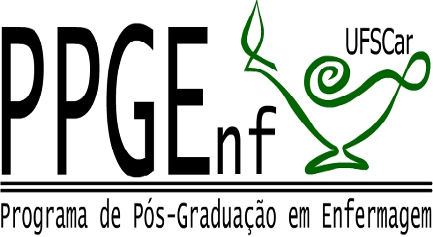 PPGEnf
UFSCar
Programa de Pós-Graduação em Enfermagem